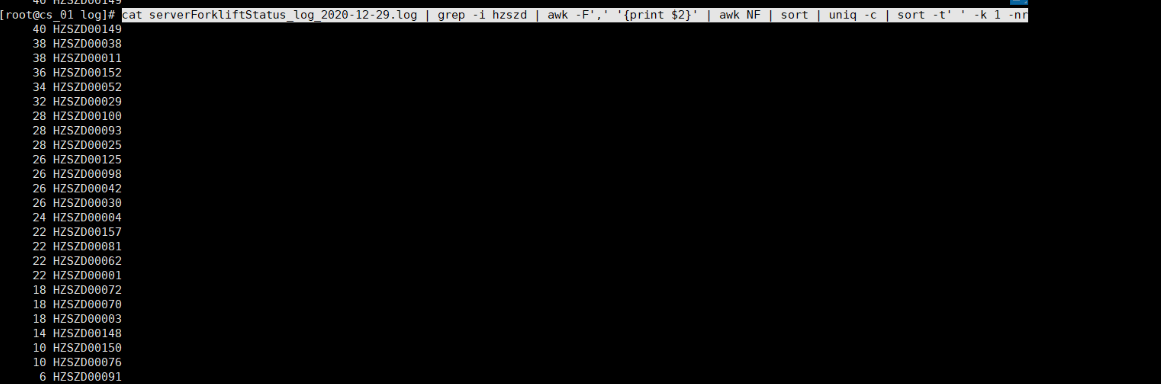 40 HZSZD00149
[root@cs_01 log]# cat serverForkliftStatus_log_2020-12-29.log | grep -i hzszd | awk -F',' '{print $2}' | awk NF | sort | uniq -c | sort -t' ' -k 1 -nr
40 HZSZD00149
38 HZSZD00038
38 HZSZD00011
36 HZSZD00152
34 HZSZD00052
32 HZSZD00029
28 HZSZD00100
28 HZSZD00093
28 HZSZD00025
26 HZSZD00125
26 HZSZD00098
26 HZSZD00042
26 HZSZD00030
24 HZSZD00004
22 HZSZD00157
22 HZSZD00081
22 HZSZD00062
22 HZSZD00001
18 HZSZD00072
18 HZSZD00070
18 HZSZD00003
14 HZSZD00148
10 HZSZD00150
10 HZSZD00076
6 HZSZD00091